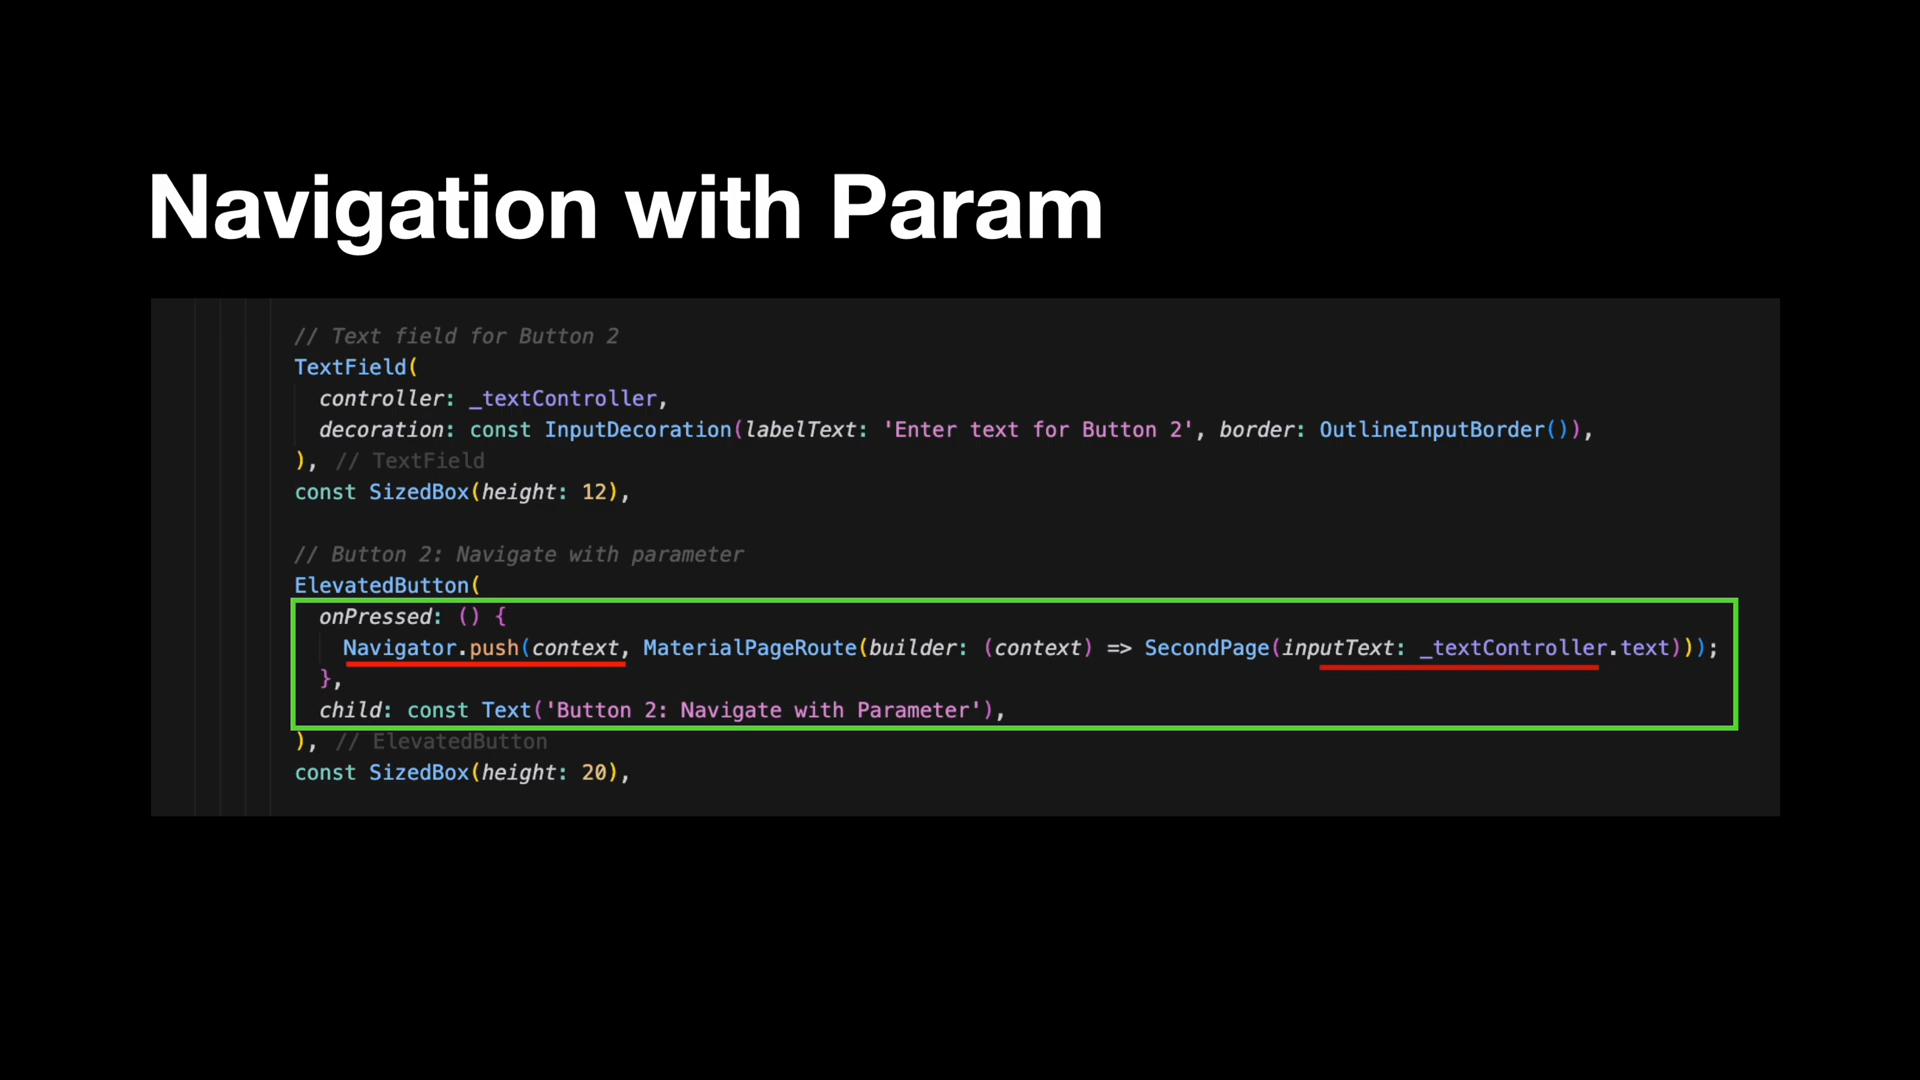 Navigation with Param
// Text field for Button 2
TextField(
controller: _textController,
decoration: const InputDecoration(labelText: 'Enter text for Button 2', border: OutlineInputBorder()),
), // TextField
const SizedBox(height: 12),
// Button 2: Navigate with parameter
ElevatedButton(
onPressed: () {
Navigator.push(context, MaterialPageRoute(builder: (context) => SecondPage(inputText: _textController.text)));
},
child: const Text('Button 2: Navigate with Parameter'),
), // ElevatedButton
const SizedBox(height: 20),